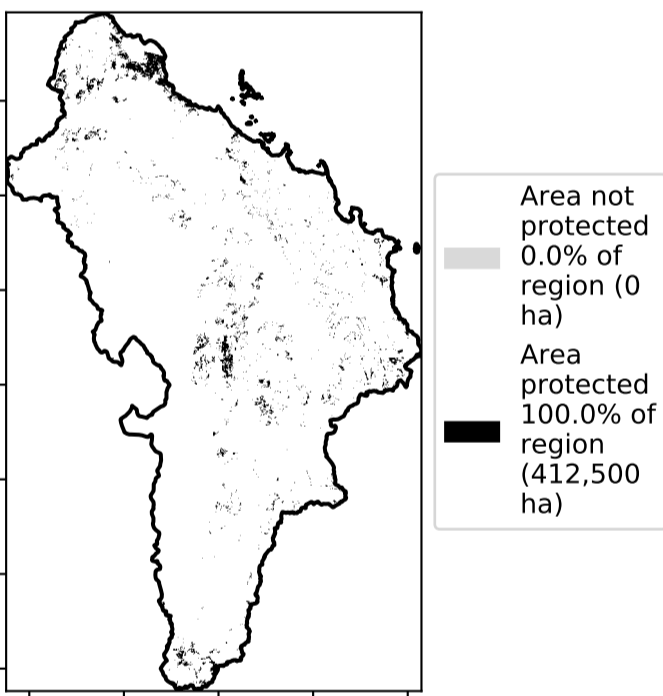 Area not
protected
0.0% of
region (0
ha)
Area
protected
100.0% of
region
(412,500
ha)